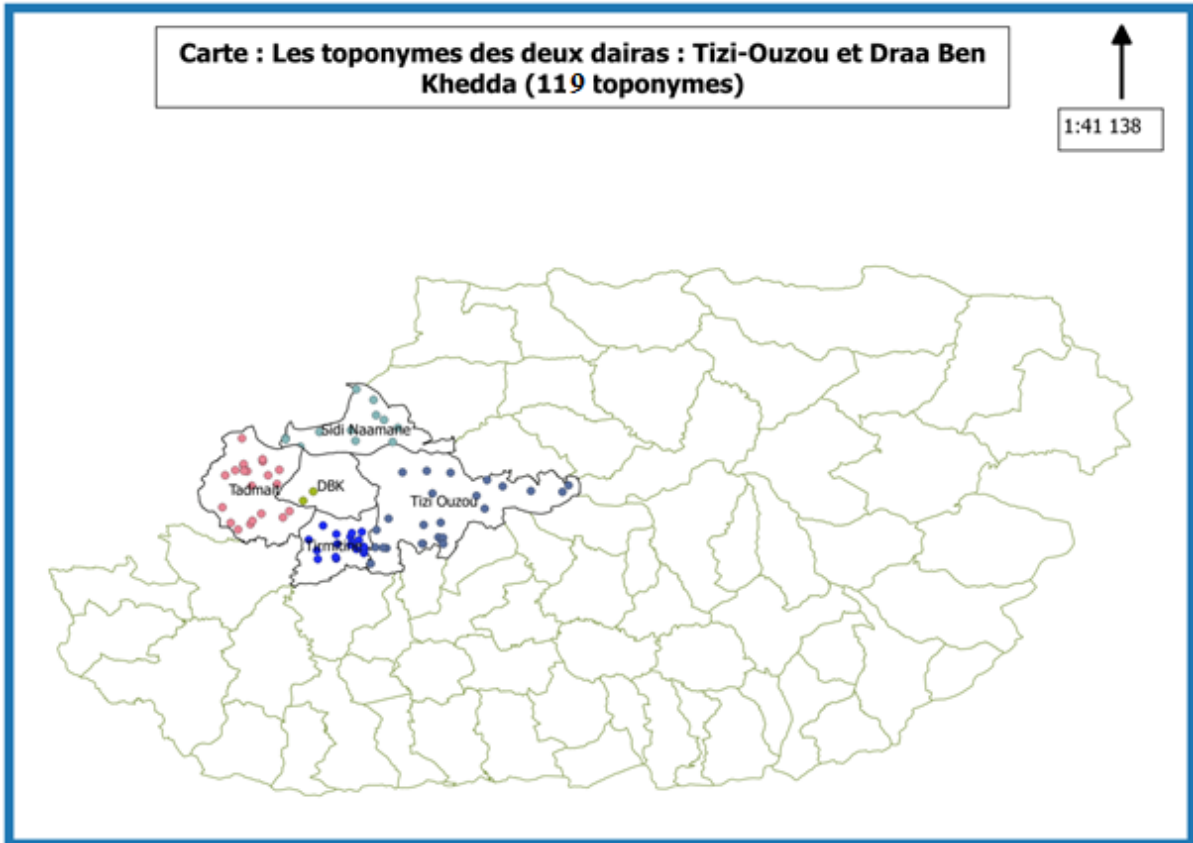 Carte : Les toponymes des deux dairas : Tizi-Ouzou et Draa Ben
Khedda (119 toponymes)
1:41 138
Sidi Naamane
DBK
Tadmait
Tizi Ouzou